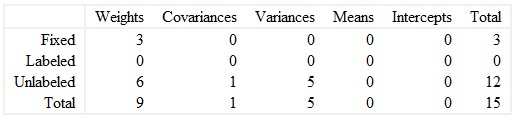 Weights Covariances Variances Means Intercepts Total
Fixed 3 0 0 0 0 3
Labeled 0 0 0 0 0 0
Unlabeled 6 1 5 0 0 12
Total 9 1 5 0 0 15